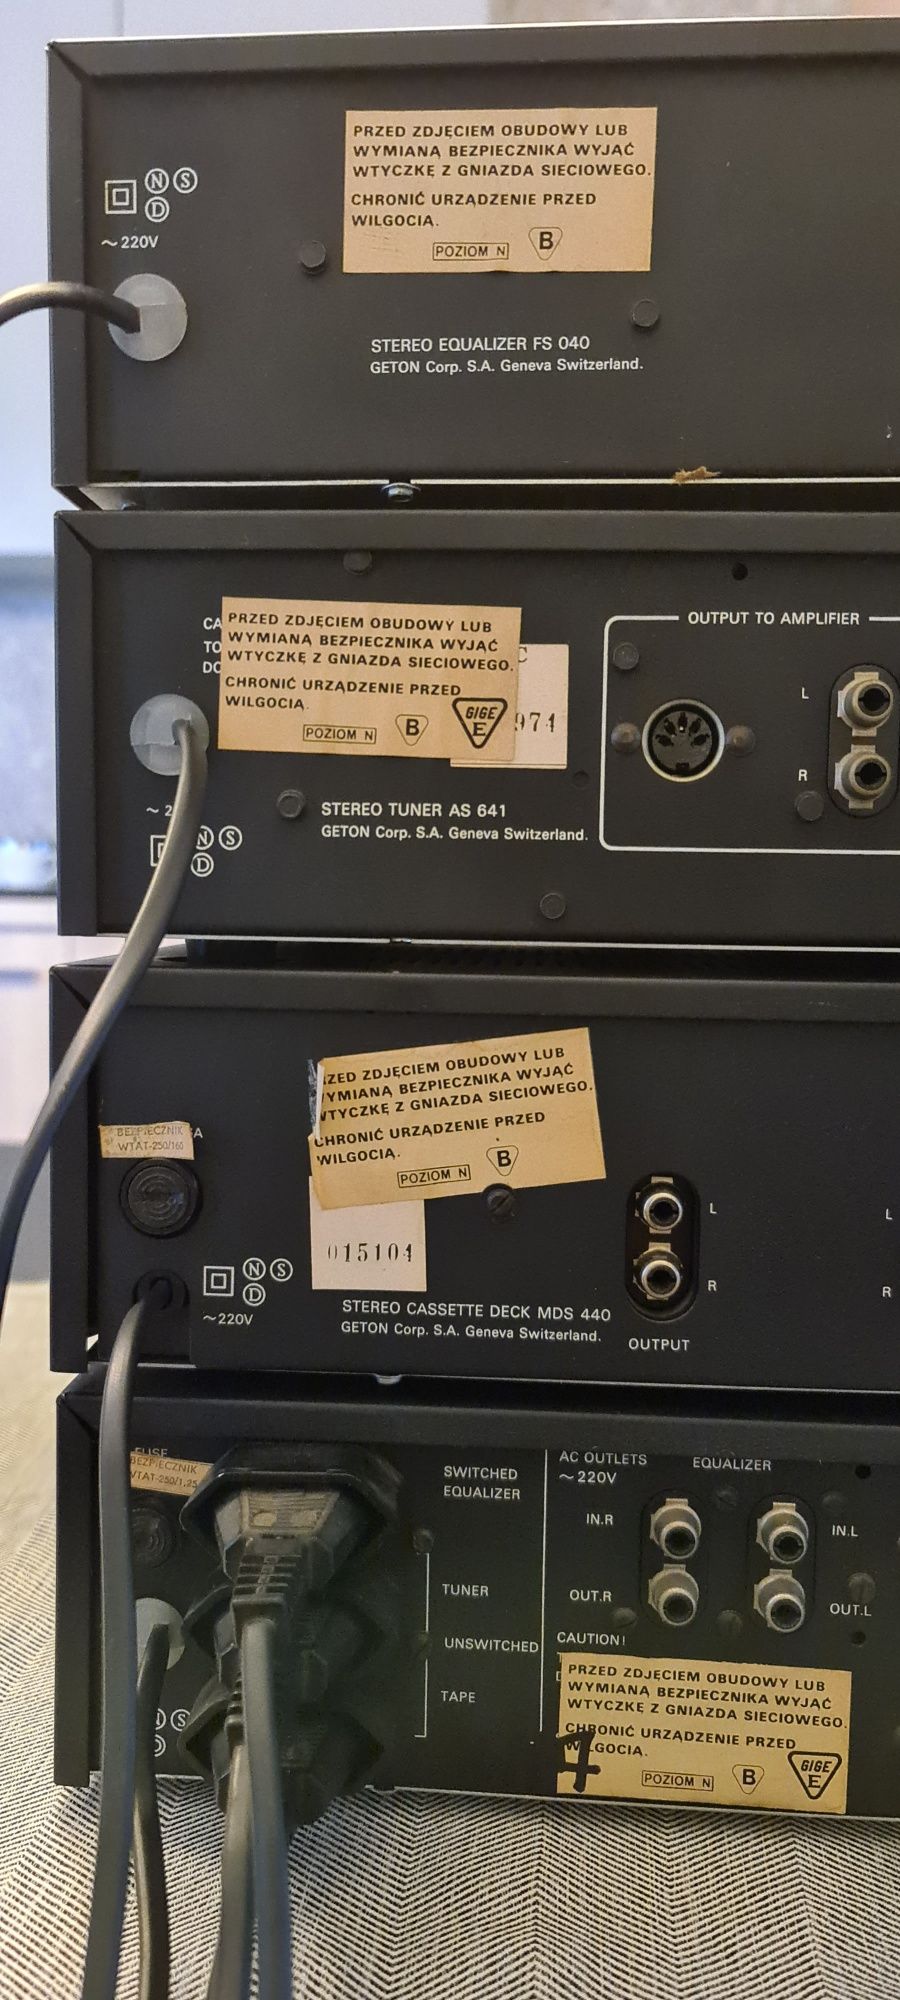 PRZED ZDJĘCIEM OBUDOWY LUB
WYMIANĄ BEZPIECZNIKA WYJĄĆ
WTYCZKĘ Z GNIAZDA SIECIOWEGO.
CHRONIĆ URZĄDZENIE PRZED
WILGOCIĄ.
POZIOM N
B
N S
D
~220V
STEREO EQUALIZER FS 040
GETON Corp. S.A. Geneva Switzerland.
PRZED ZDJĘCIEM OBUDOWY LUB
WYMIANĄ BEZPIECZNIKA WYJĄĆ
WTYCZKĘ Z GNIAZDA SIECIOWEGO.
CHRONIĆ URZĄDZENIE PRZED
WILGOCIĄ.
POZIOM N
B
GIGE
E
974
OUTPUT TO AMPLIFIER
L
R
STEREO TUNER AS 641
GETON Corp. S.A. Geneva Switzerland.
N S
D
ZED ZDJĘCIEM OBUDOWY LUB
YMIANĄ BEZPIECZNIKA WYJĄĆ
WTYCZKĘ Z GNIAZDA SIECIOWEGO.
CHRONIĆ URZĄDZENIE PRZED
WILGOCIĄ.
POZIOM N
B
BEZPIECZNIK A
WTAT-250/160
015104
N S
D
~220V
STEREO CASSETTE DECK MDS 440
GETON Corp. S.A. Geneva Switzerland.
L
R
OUTPUT
L
R
FUSE
BEZPIECZNIK
WTAT-250/1,25
SWITCHED
EQUALIZER
TUNER
UNSWITCHED
TAPE
S
AC OUTLETS
~220V
EQUALIZER
IN.R
IN.L
OUT.R
OUT.L
CAUTION!
PRZED ZDJĘCIEM OBUDOWY LUB
WYMIANĄ BEZPIECZNIKA WYJĄĆ
WTYCZKĘ Z GNIAZDA SIECIOWEGO.
CHRONIĆ URZĄDZENIE PRZED
WILGOCIĄ.
POZIOM N
B
GIGE
E
7